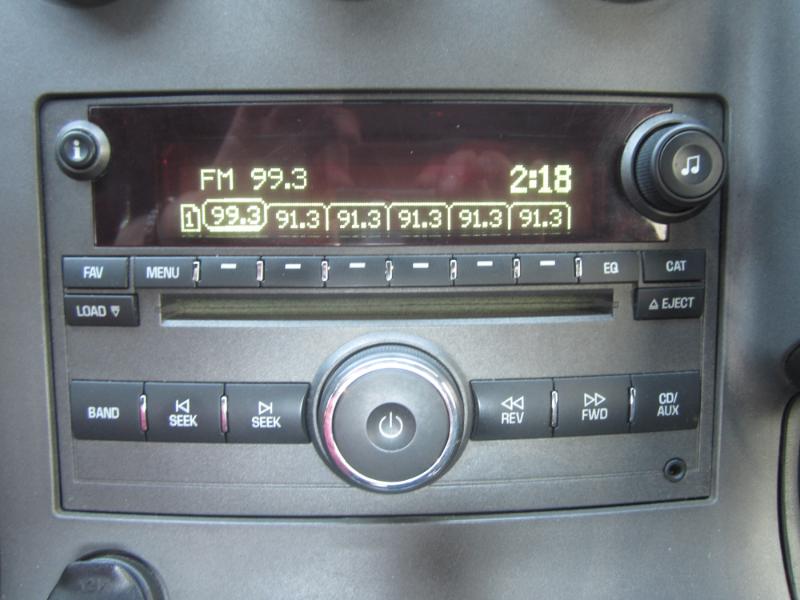 i
FM 99.3 2:18
1 99.3 91.3 91.3 91.3 91.3 91.3
FAV MENU EQ CAT
LOAD EJECT
BAND SEEK SEEK REV FWD CD/
AUX